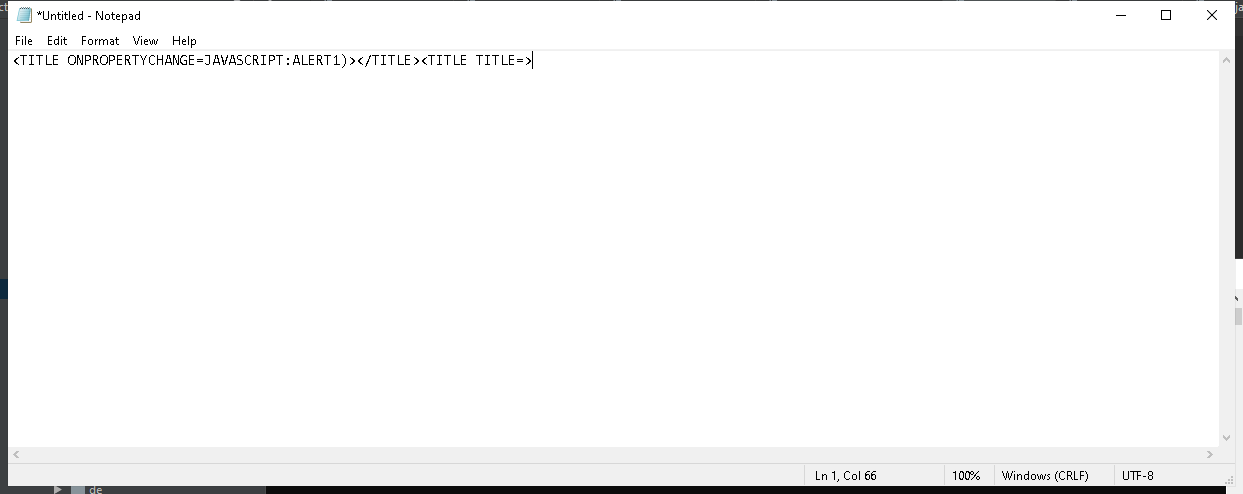 *Untitled - Notepad
File Edit Format View Help
<TITLE ONPROPERTYCHANGE=JAVASCRIPT:ALERT1)></TITLE><TITLE TITLE=>
Ln 1, Col 66 100% Windows (CRLF) UTF-8
de